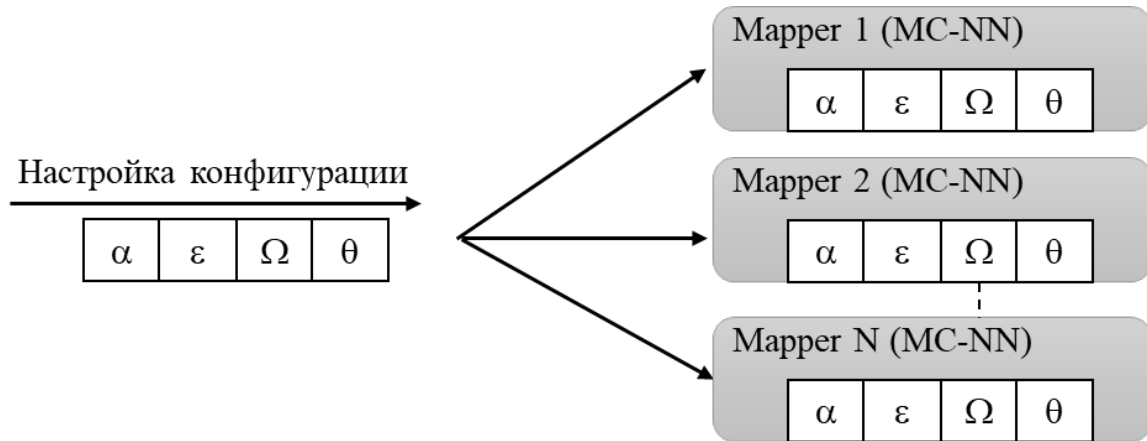 Настройка конфигурации
α ε Ω θ
Mapper 1 (MC-NN)
α ε Ω θ
Mapper 2 (MC-NN)
α ε Ω θ
Mapper N (MC-NN)
α ε Ω θ